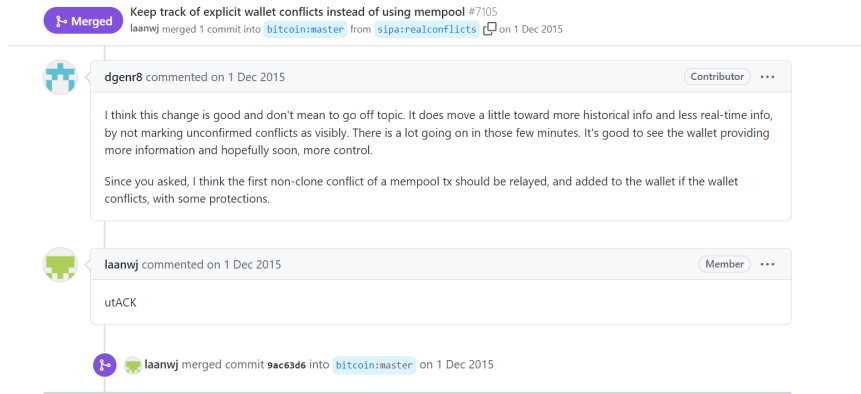 Merged
Keep track of explicit wallet conflicts instead of using mempool #7105
laanwj merged 1 commit into bitcoin:master from sipa:realconflicts on 1 Dec 2015
dgenr8 commented on 1 Dec 2015
Contributor
I think this change is good and don't mean to go off topic. It does move a little toward more historical info and less real-time info,
by not marking unconfirmed conflicts as visibly. There is a lot going on in those few minutes. It's good to see the wallet providing
more information and hopefully soon, more control.
Since you asked, I think the first non-clone conflict of a mempool tx should be relayed, and added to the wallet if the wallet
conflicts, with some protections.
laanwj commented on 1 Dec 2015
Member
utACK
laanwj merged commit 9ac63d6 into bitcoin:master on 1 Dec 2015